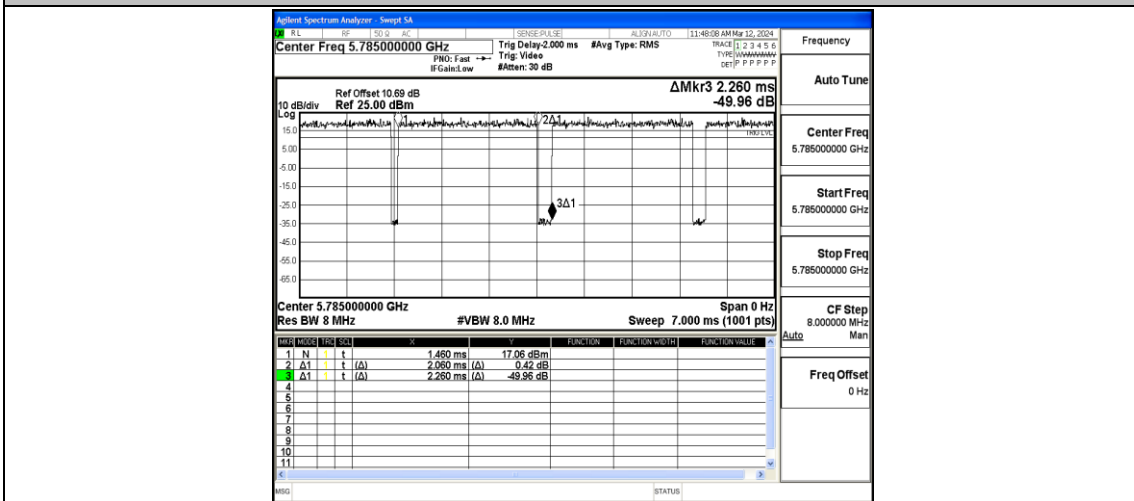 Agilent Spectrum Analyzer - Swept SA
RL RF 50 Ω AC SENSE:PULSE ALIGN AUTO 11:48:08 AM Mar 12, 2024
Center Freq 5.785000000 GHz
PNO: Fast
IFGain:Low
Trig Delay-2.000 ms
Trig: Video
#Atten: 30 dB
#Avg Type: RMS
TRACE 1 2 3 4 5 6
TYPE
DET P P P P P P
Ref Offset 10.69 dB
Ref 25.00 dBm
ΔMkr3 2.260 ms
-49.96 dB
10 dB/div
Log
15.0
5.00
-5.00
-15.0
-25.0
-35.0
-45.0
-55.0
-65.0
1
2Δ1
3Δ1
TRIG LVL
Center 5.785000000 GHz Span 0 Hz
Res BW 8 MHz #VBW 8.0 MHz Sweep 7.000 ms (1001 pts)
MKR MODE TRC SCL X Y FUNCTION FUNCTION WIDTH FUNCTION VALUE
1 N 1 t 1.460 ms 17.06 dBm
2 Δ1 1 t (Δ) 2.060 ms (Δ) 0.42 dB
3 Δ1 1 t (Δ) 2.260 ms (Δ) -49.96 dB
4
5
6
7
8
9
10
11
MSG STATUS
Frequency
Auto Tune
Center Freq
5.785000000 GHz
Start Freq
5.785000000 GHz
Stop Freq
5.785000000 GHz
CF Step
8.000000 MHz
Auto Man
Freq Offset
0 Hz